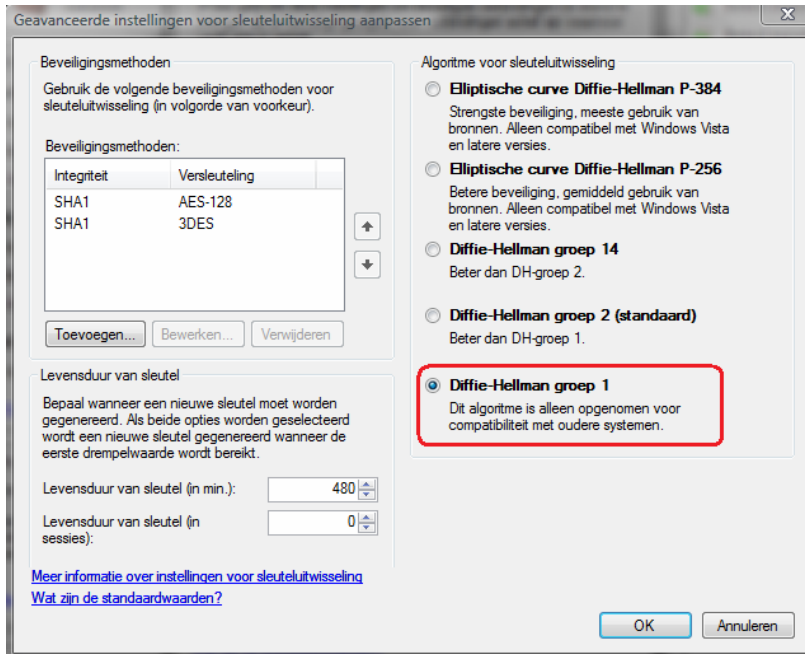 Geavanceerde instellingen voor sleuteluitwisseling aanpassen
Beveiligingsmethoden
Gebruik de volgende beveiligingsmethoden voor
sleuteluitwisseling (in volgorde van voorkeur).
Beveiligingsmethoden:
Integriteit Versleuteling
SHA1 AES-128
SHA1 3DES
Toevoegen... Bewerken... Verwijderen
Levensduur van sleutel
Bepaal wanneer een nieuwe sleutel moet worden
gegenereerd. Als beide opties worden geselecteerd
wordt een nieuwe sleutel gegenereerd wanneer de
eerste drempelwaarde wordt bereikt.
Levensduur van sleutel (in min.): 480
Levensduur van sleutel (in
sessies): 0
Meer informatie over instellingen voor sleuteluitwisseling
Wat zijn de standaardwaarden?
Algoritme voor sleuteluitwisseling
Elliptische curve Diffie-Hellman P-384
Strengste beveiliging, meeste gebruik van
bronnen. Alleen compatibel met Windows Vista
en latere versies.
Elliptische curve Diffie-Hellman P-256
Betere beveiliging, gemiddeld gebruik van
bronnen. Alleen compatibel met Windows Vista
en latere versies.
Diffie-Hellman groep 14
Beter dan DH-groep 2.
Diffie-Hellman groep 2 (standaard)
Beter dan DH-groep 1.
Diffie-Hellman groep 1
Dit algoritme is alleen opgenomen voor
compatibiliteit met oudere systemen.
OK Annuleren